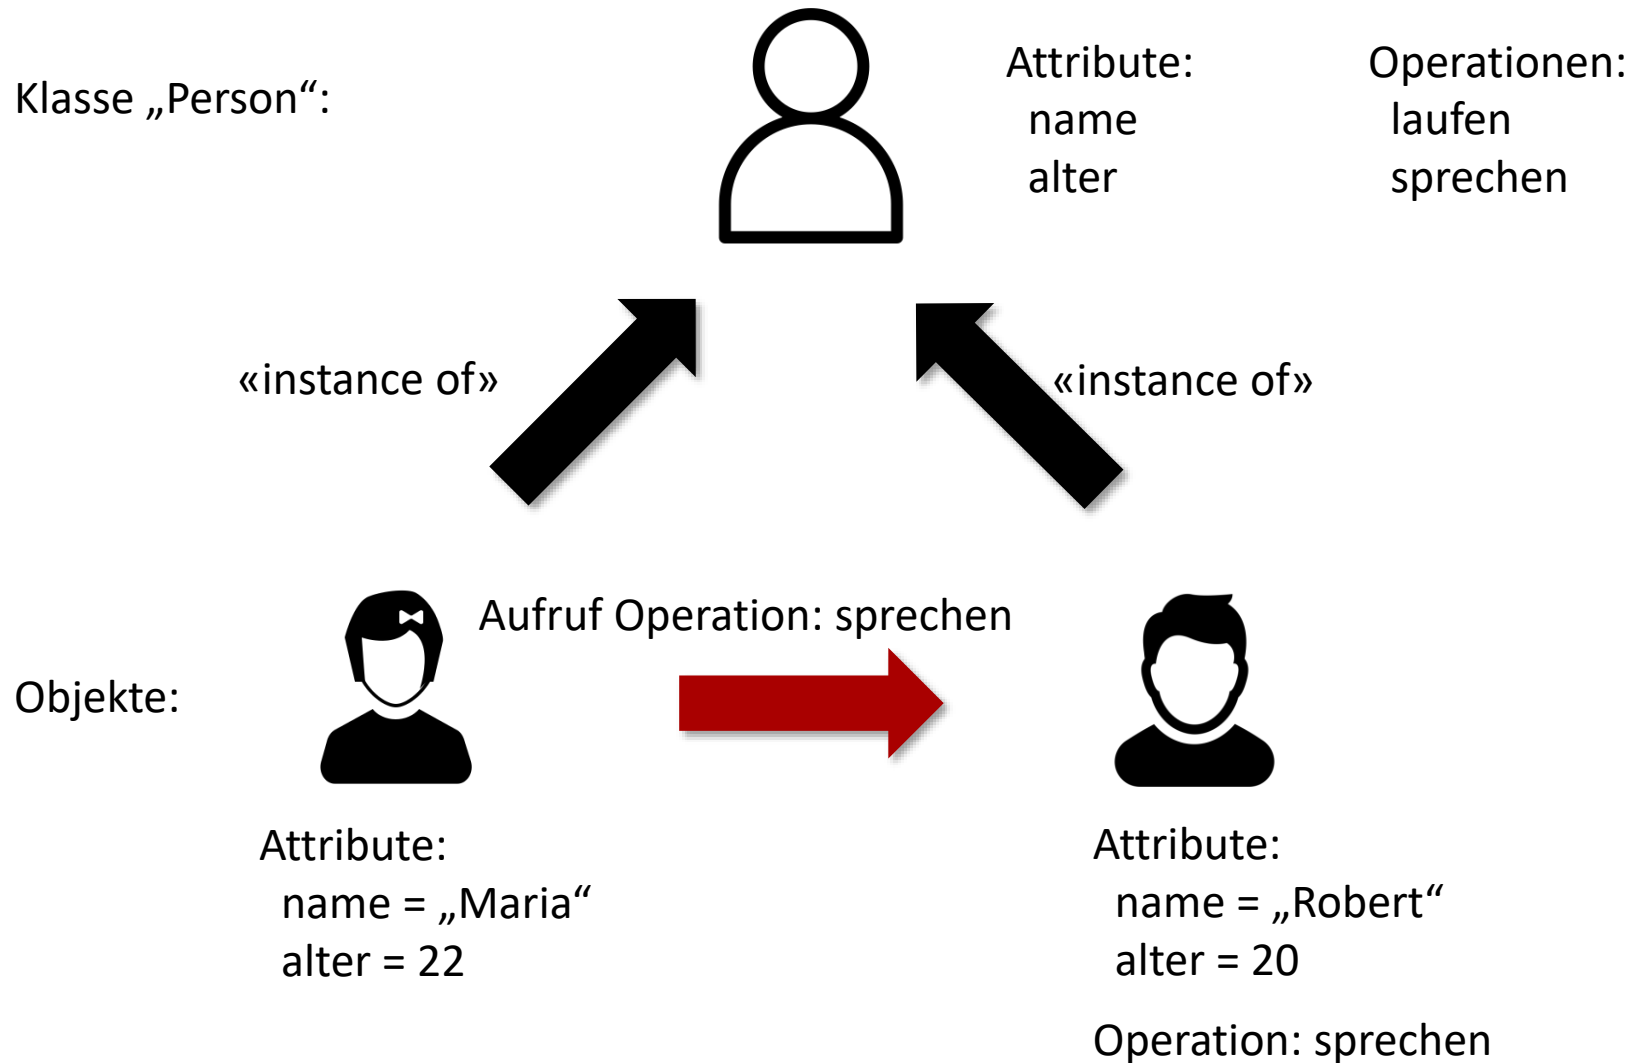 Klasse „Person“:
Attribute:
name
alter
Operationen:
laufen
sprechen
«instance of»
«instance of»
Aufruf Operation: sprechen
Objekte:
Attribute:
name = „Maria“
alter = 22
Attribute:
name = „Robert“
alter = 20
Operation: sprechen